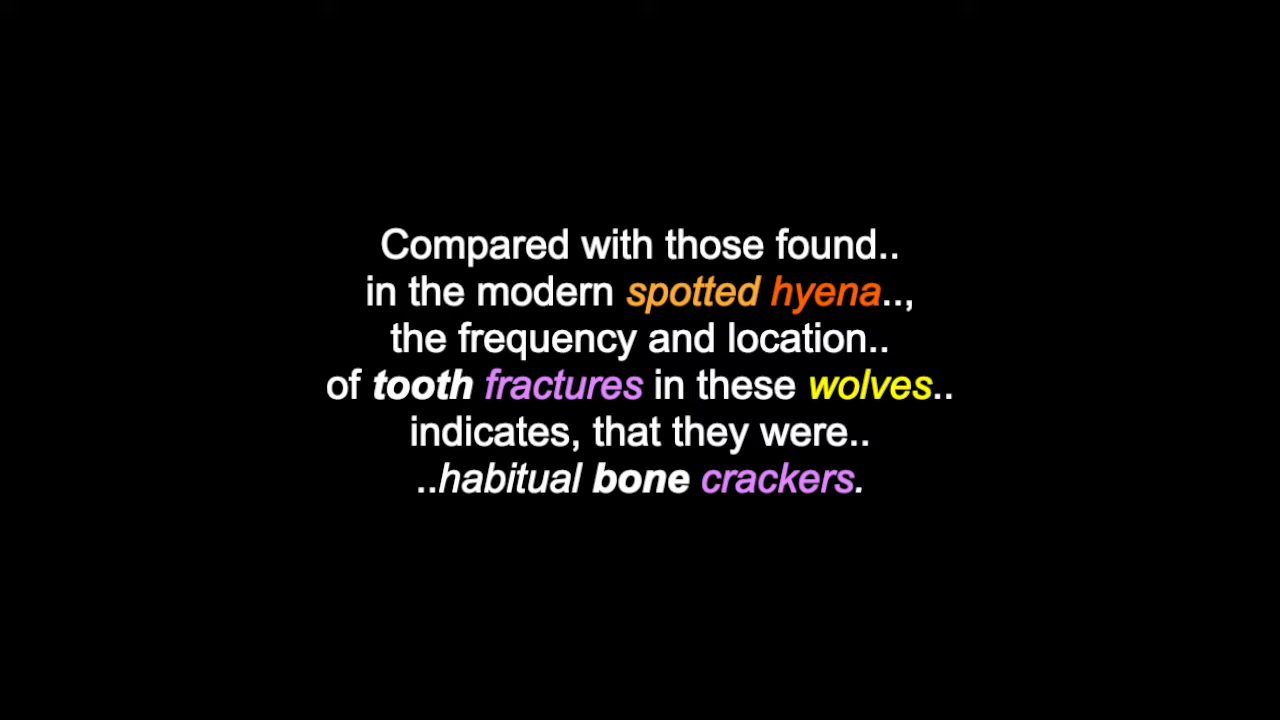 Compared with those found..
in the modern spotted hyena..,
the frequency and location..
of tooth fractures in these wolves..
indicates, that they were..
..habitual bone crackers.